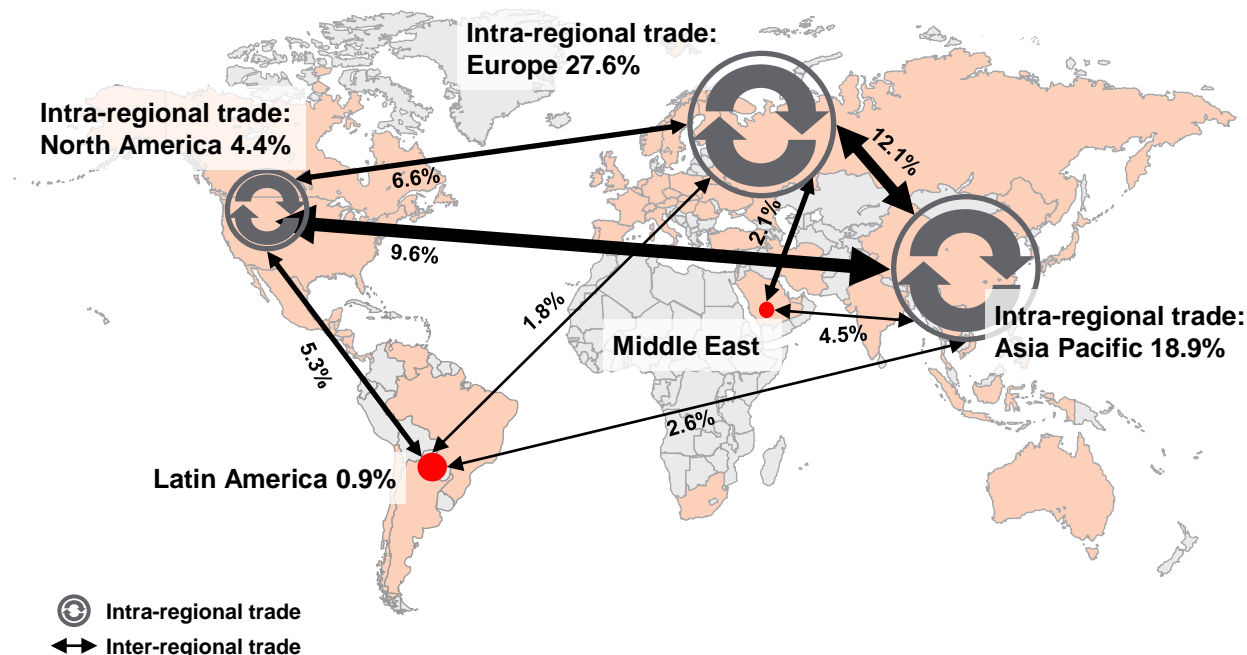 Intra-regional trade:
Europe 27.6%
Intra-regional trade:
North America 4.4%
12.1%
6.6%
2.1%
9.6%
1.8%
Intra-regional trade:
Asia Pacific 18.9%
4.5%
Middle East
5.3%
2.6%
Latin America 0.9%
Intra-regional trade
Inter-regional trade